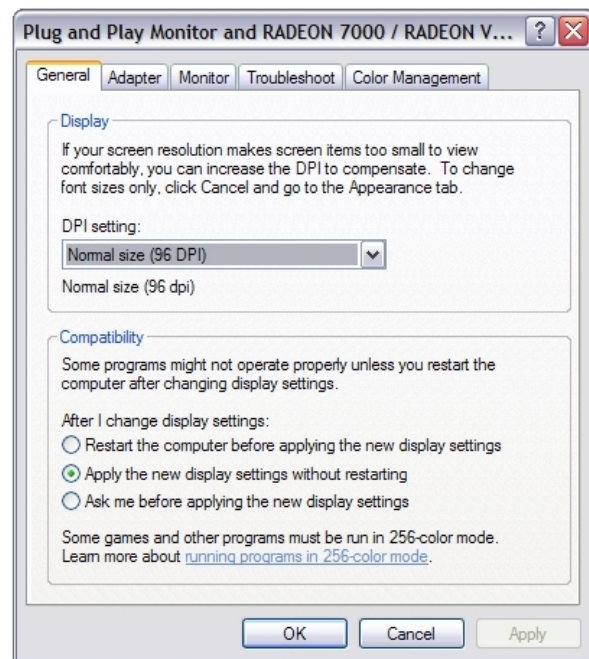 Plug and Play Monitor and RADEON 7000 / RADEON V... ?
General Adapter Monitor Troubleshoot Color Management
Display
If your screen resolution makes screen items too small to view
comfortably, you can increase the DPI to compensate. To change
font sizes only, click Cancel and go to the Appearance tab.
DPI setting:
Normal size (96 DPI)
Normal size (96 dpi)
Compatibility
Some programs might not operate properly unless you restart the
computer after changing display settings.
After I change display settings:
Restart the computer before applying the new display settings
Apply the new display settings without restarting
Ask me before applying the new display settings
Some games and other programs must be run in 256-color mode.
Learn more about running programs in 256-color mode.
OK Cancel Apply